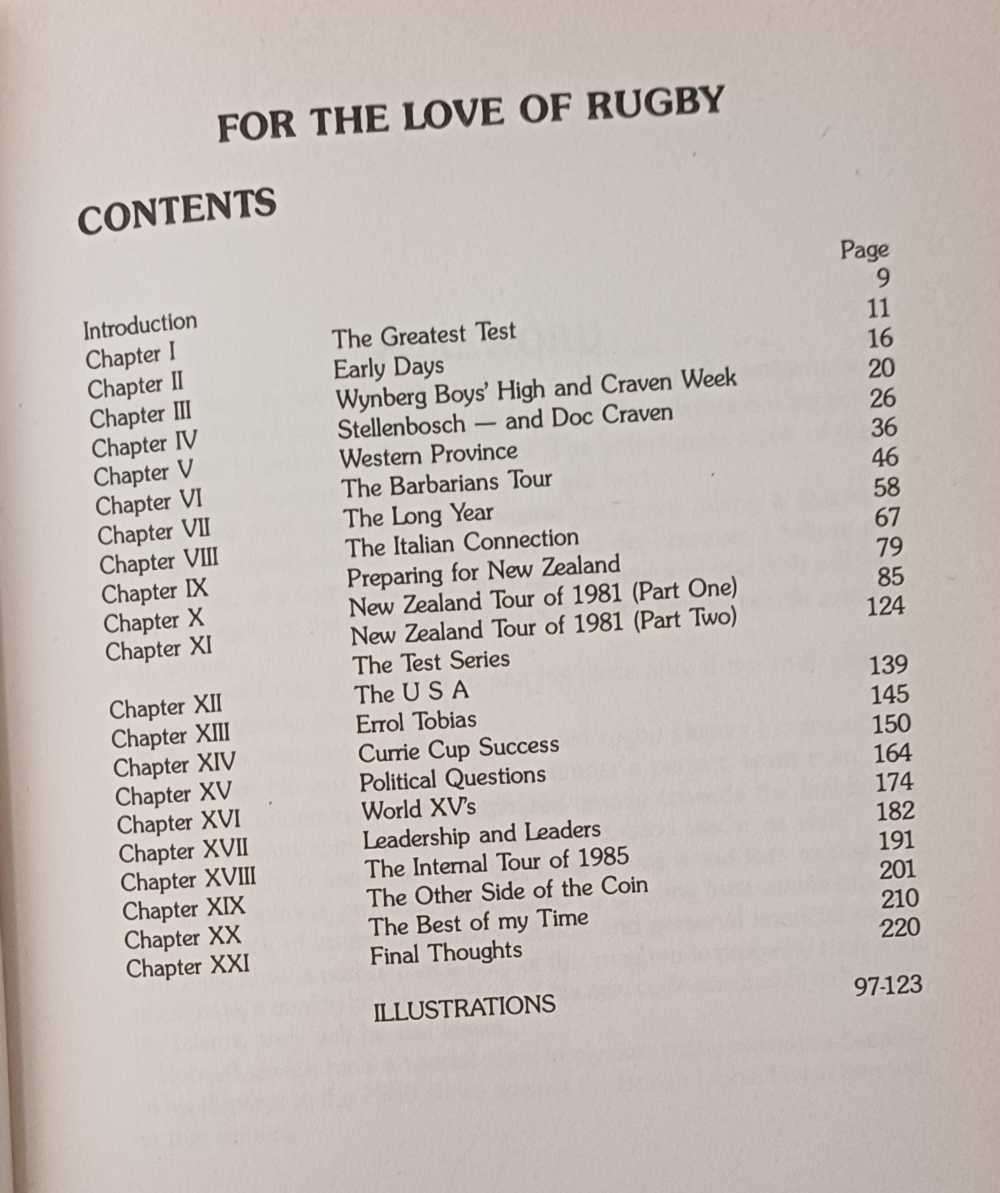 FOR THE LOVE OF RUGBY
CONTENTS
Page
Introduction 9
Chapter I The Greatest Test 11
Chapter II Early Days 16
Chapter III Wynberg Boys' High and Craven Week 20
Chapter IV Stellenbosch — and Doc Craven 26
Chapter V Western Province 36
Chapter VI The Barbarians Tour 46
Chapter VII The Long Year 58
Chapter VIII The Italian Connection 67
Chapter IX Preparing for New Zealand 79
Chapter X New Zealand Tour of 1981 (Part One) 85
Chapter XI New Zealand Tour of 1981 (Part Two) 124
The Test Series
Chapter XII The U S A 139
Chapter XIII Errol Tobias 145
Chapter XIV Currie Cup Success 150
Chapter XV Political Questions 164
Chapter XVI World XV's 174
Chapter XVII Leadership and Leaders 182
Chapter XVIII The Internal Tour of 1985 191
Chapter XIX The Other Side of the Coin 201
Chapter XX The Best of my Time 210
Chapter XXI Final Thoughts 220
ILLUSTRATIONS 97-123